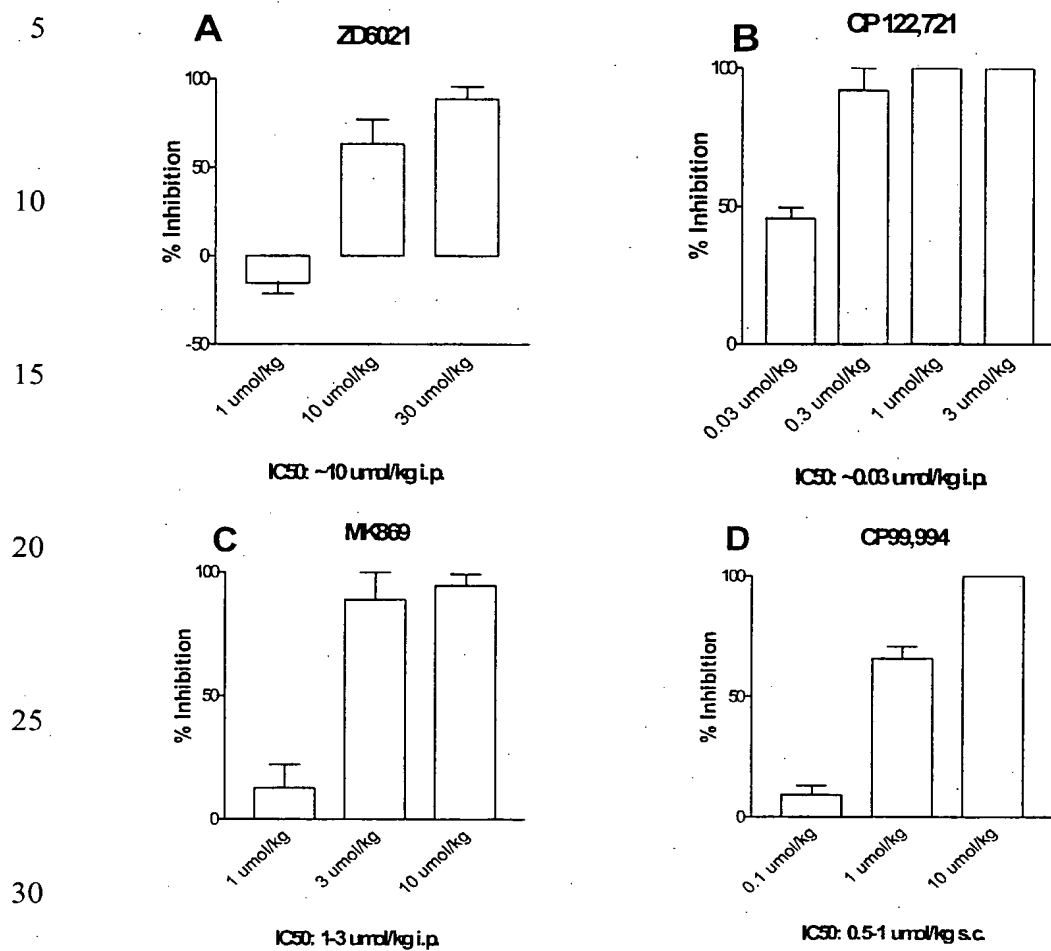 5
A
ZD6021
% Inhibition
100
50
0
-50
1 umol/kg
10 umol/kg
30 umol/kg
IC50: ~10 umol/kg i.p.
B
CP122,721
% Inhibition
100
50
0
0.03 umol/kg
0.3 umol/kg
1 umol/kg
3 umol/kg
IC50: ~0.03 umol/kg i.p.
10
15
20
C
MK869
% Inhibition
100
50
0
1 umol/kg
3 umol/kg
10 umol/kg
IC50: 1-3 umol/kg i.p.
D
CP99,994
% Inhibition
100
50
0
0.1 umol/kg
1 umol/kg
10 umol/kg
IC50: 0.5-1 umol/kg s.c.
25
30